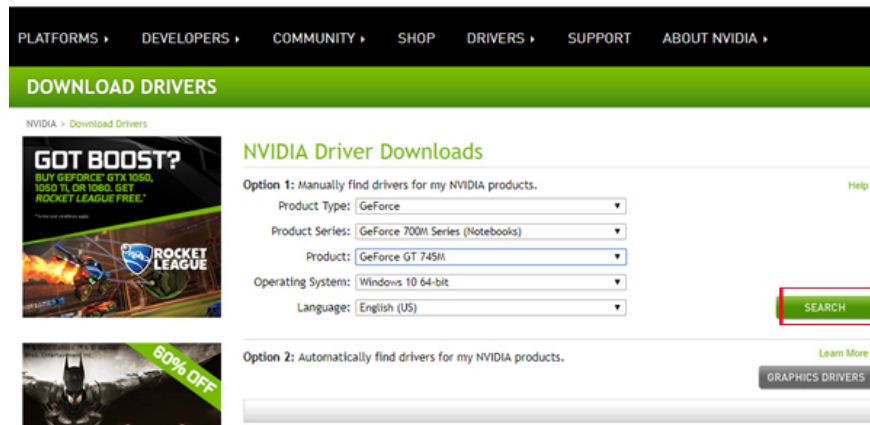 PLATFORMS ▸ DEVELOPERS ▸ COMMUNITY ▸ SHOP DRIVERS ▸ SUPPORT ABOUT NVIDIA ▸
DOWNLOAD DRIVERS
NVIDIA > Download Drivers
GOT BOOST?
BUY GEFORCE® GTX 1050,
1050 TI, OR 1060. GET
ROCKET LEAGUE FREE.*
*Terms and conditions apply.
ROCKET
LEAGUE
60% OFF
NVIDIA Driver Downloads
Option 1: Manually find drivers for my NVIDIA products.
Help
Product Type: GeForce
Product Series: GeForce 700M Series (Notebooks)
Product: GeForce GT 745M
Operating System: Windows 10 64-bit
Language: English (US)
SEARCH
Option 2: Automatically find drivers for my NVIDIA products.
Learn More
GRAPHICS DRIVERS